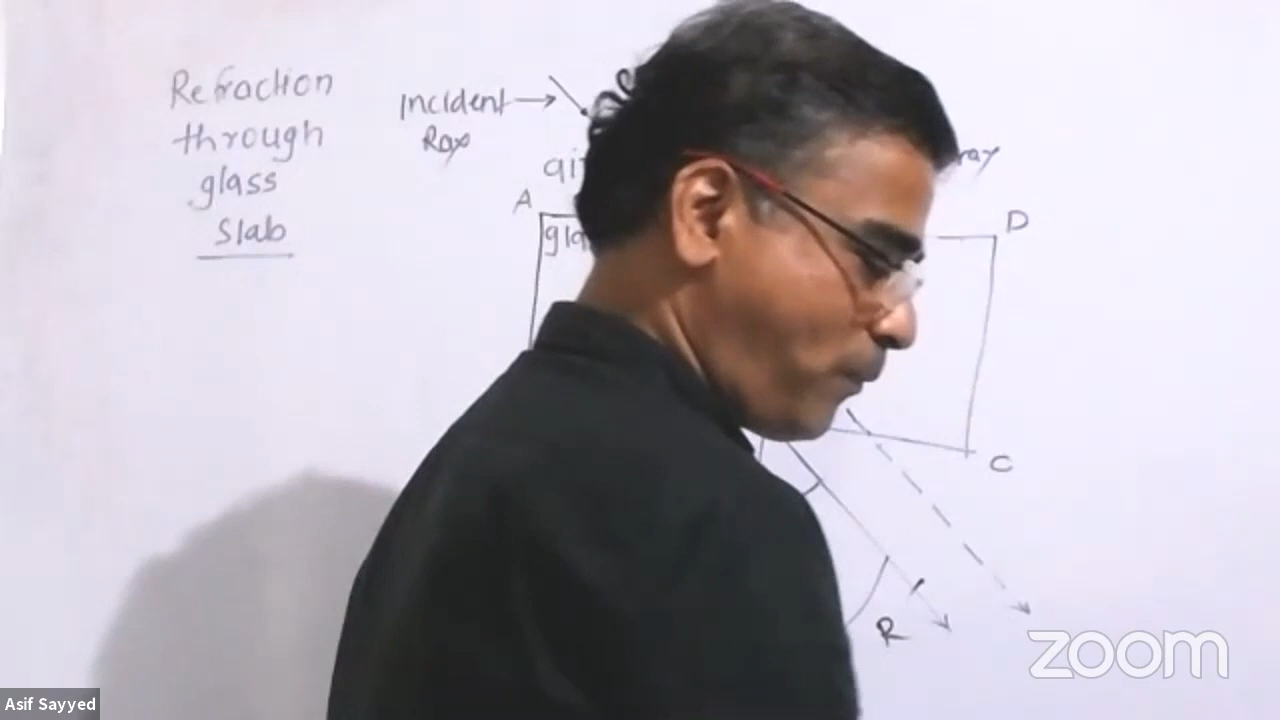 Refraction
through
glass
slab
Incident
Ray
ray
A
D
C
R
zoom
Asif Sayyed